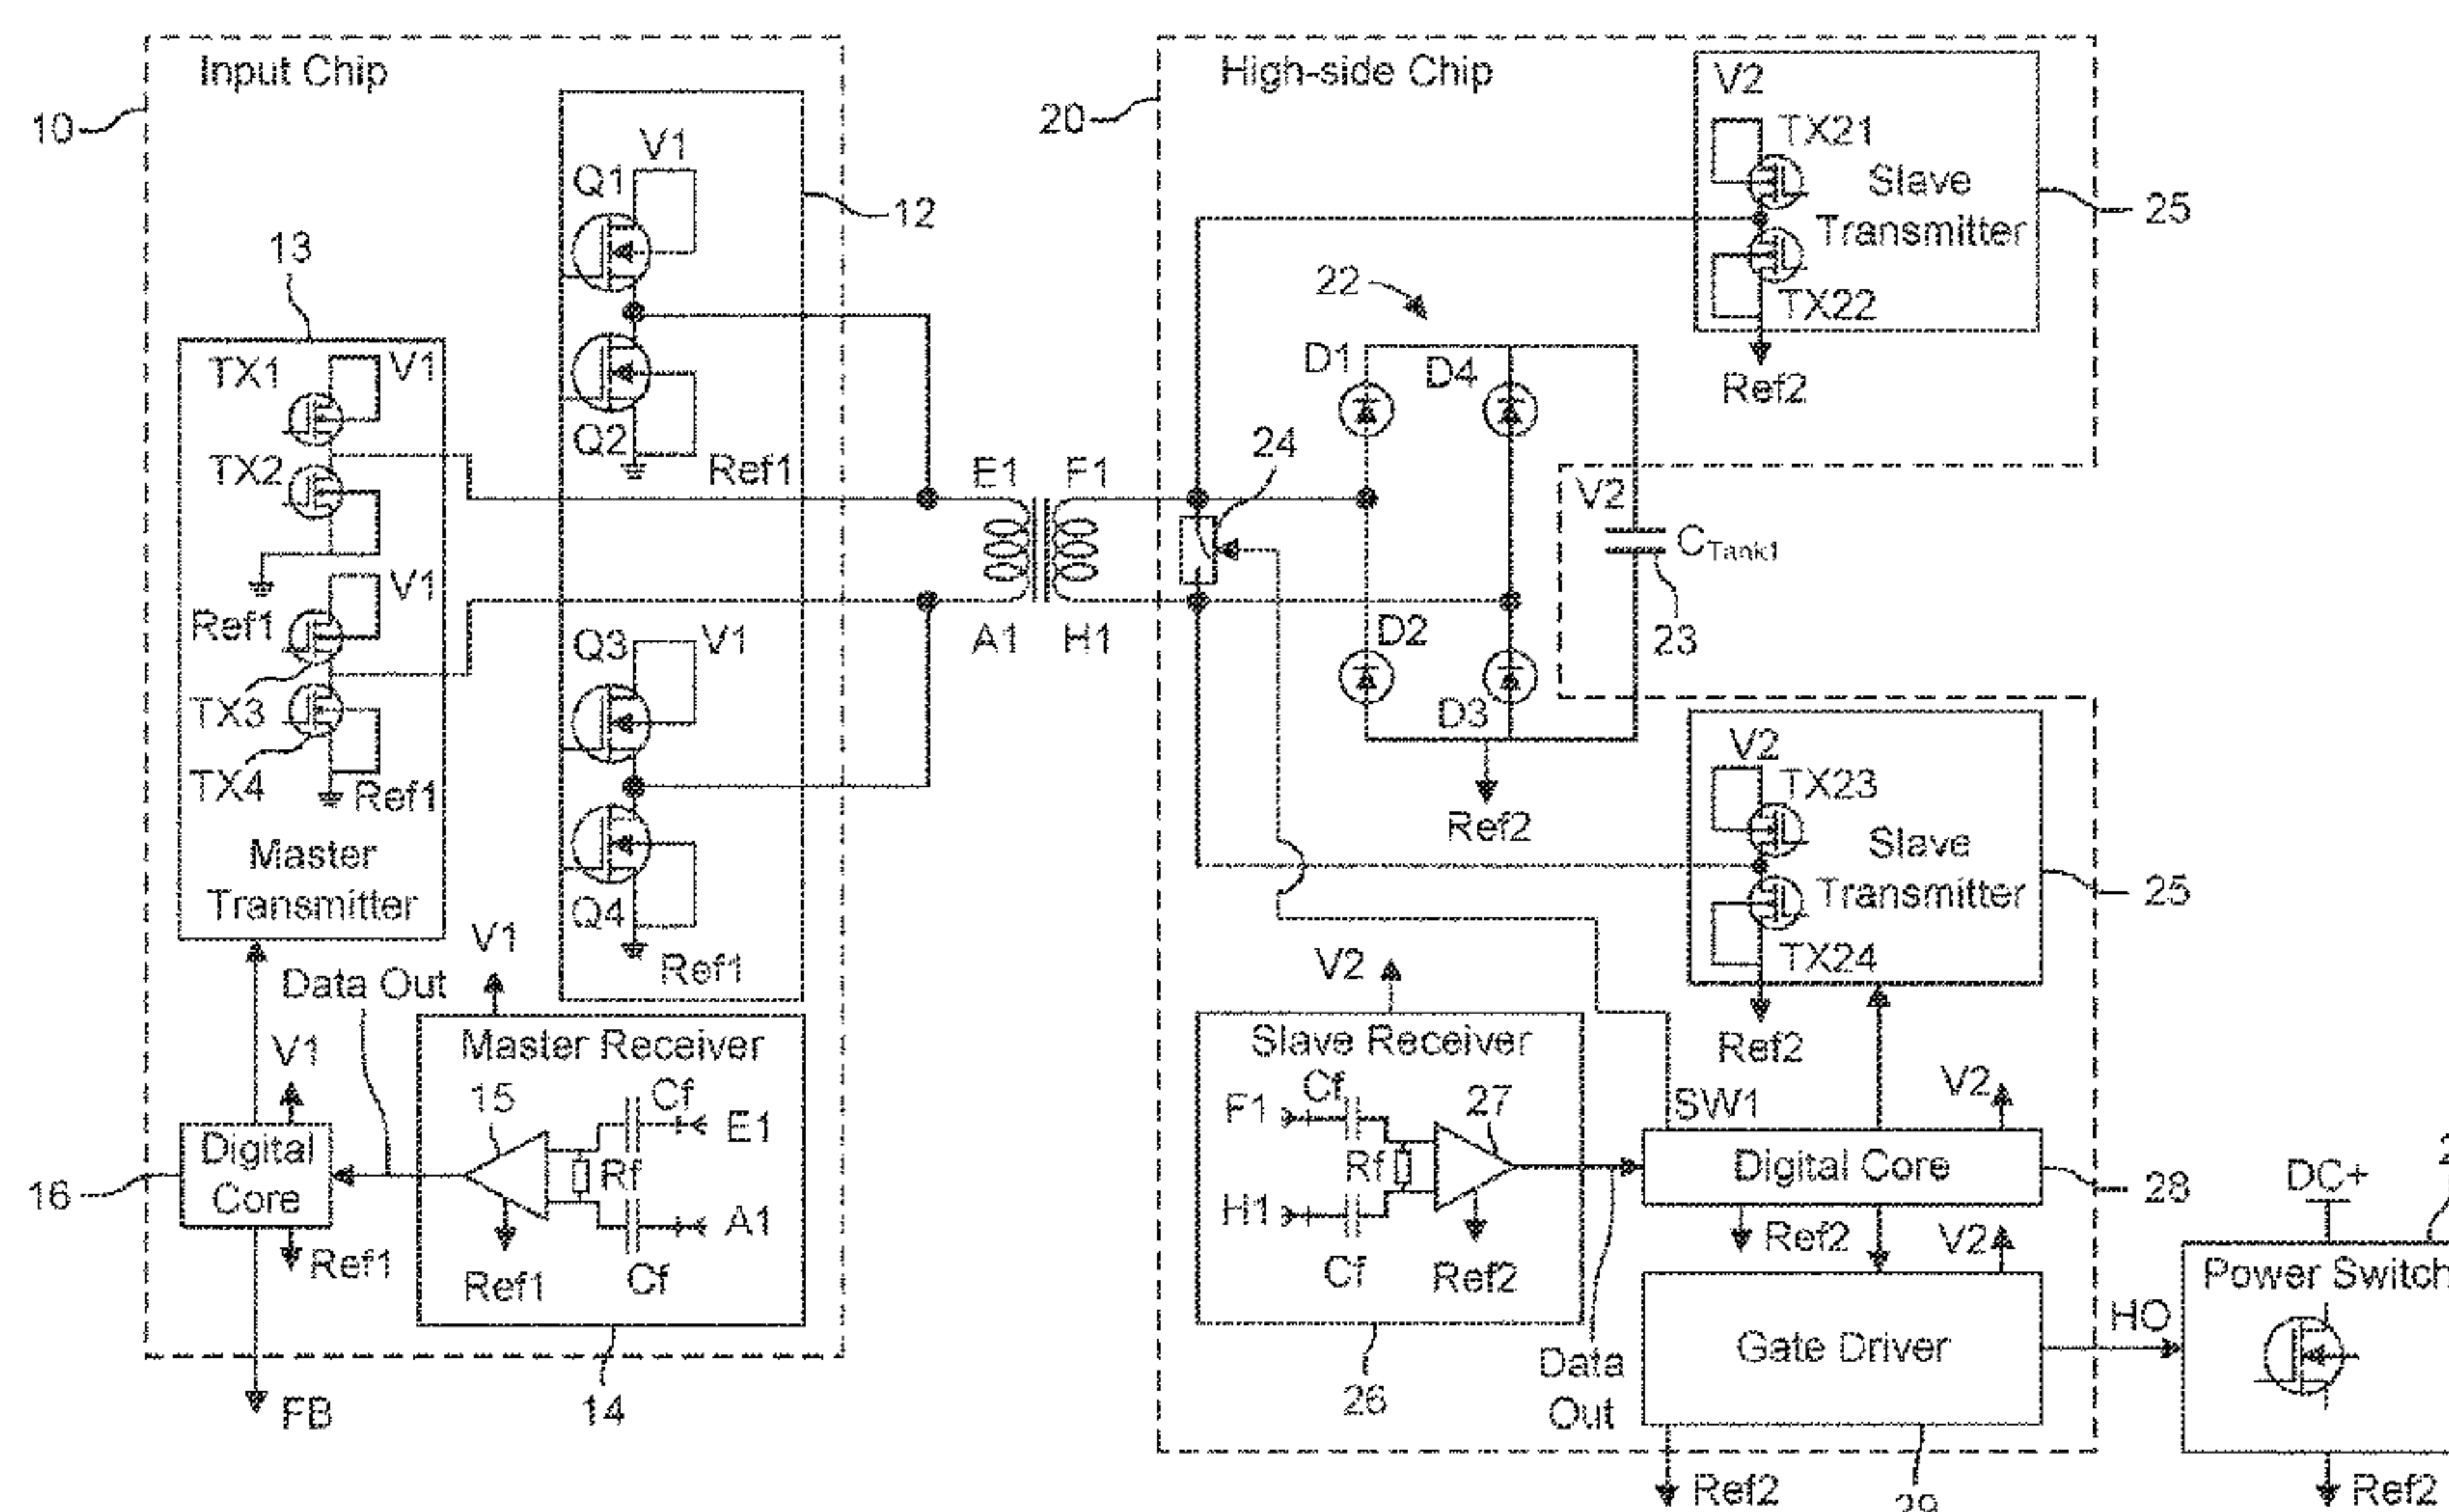 Input Chip
10
V1
Q1
12
13
TX1
V1
Q2
Ref1
TX2
E1
F1
V1
Ref1
A1
H1
Q3
V1
TX3
TX4
Ref1
Master
Transmitter
Q4
Ref1
V1
Data Out
V1
Master Receiver
15
Cf
E1
Digital
Core
16
Rf
A1
Ref1
Ref1
Cf
FB
14
High-side Chip
20
V2
TX21
Slave
Transmitter
25
TX22
Ref2
22
D1
D4
24
V2
CTank1
23
D2
D3
Ref2
V2
TX23
Slave
Transmitter
25
TX24
Ref2
V2
Slave Receiver
Cf
F1
27
Rf
H1
Cf
Ref2
26
SW1
V2
Digital Core
28
Ref2
V2
Data
Out
Gate Driver
29
Ref2
HO
DC+
Power Switch
Ref2